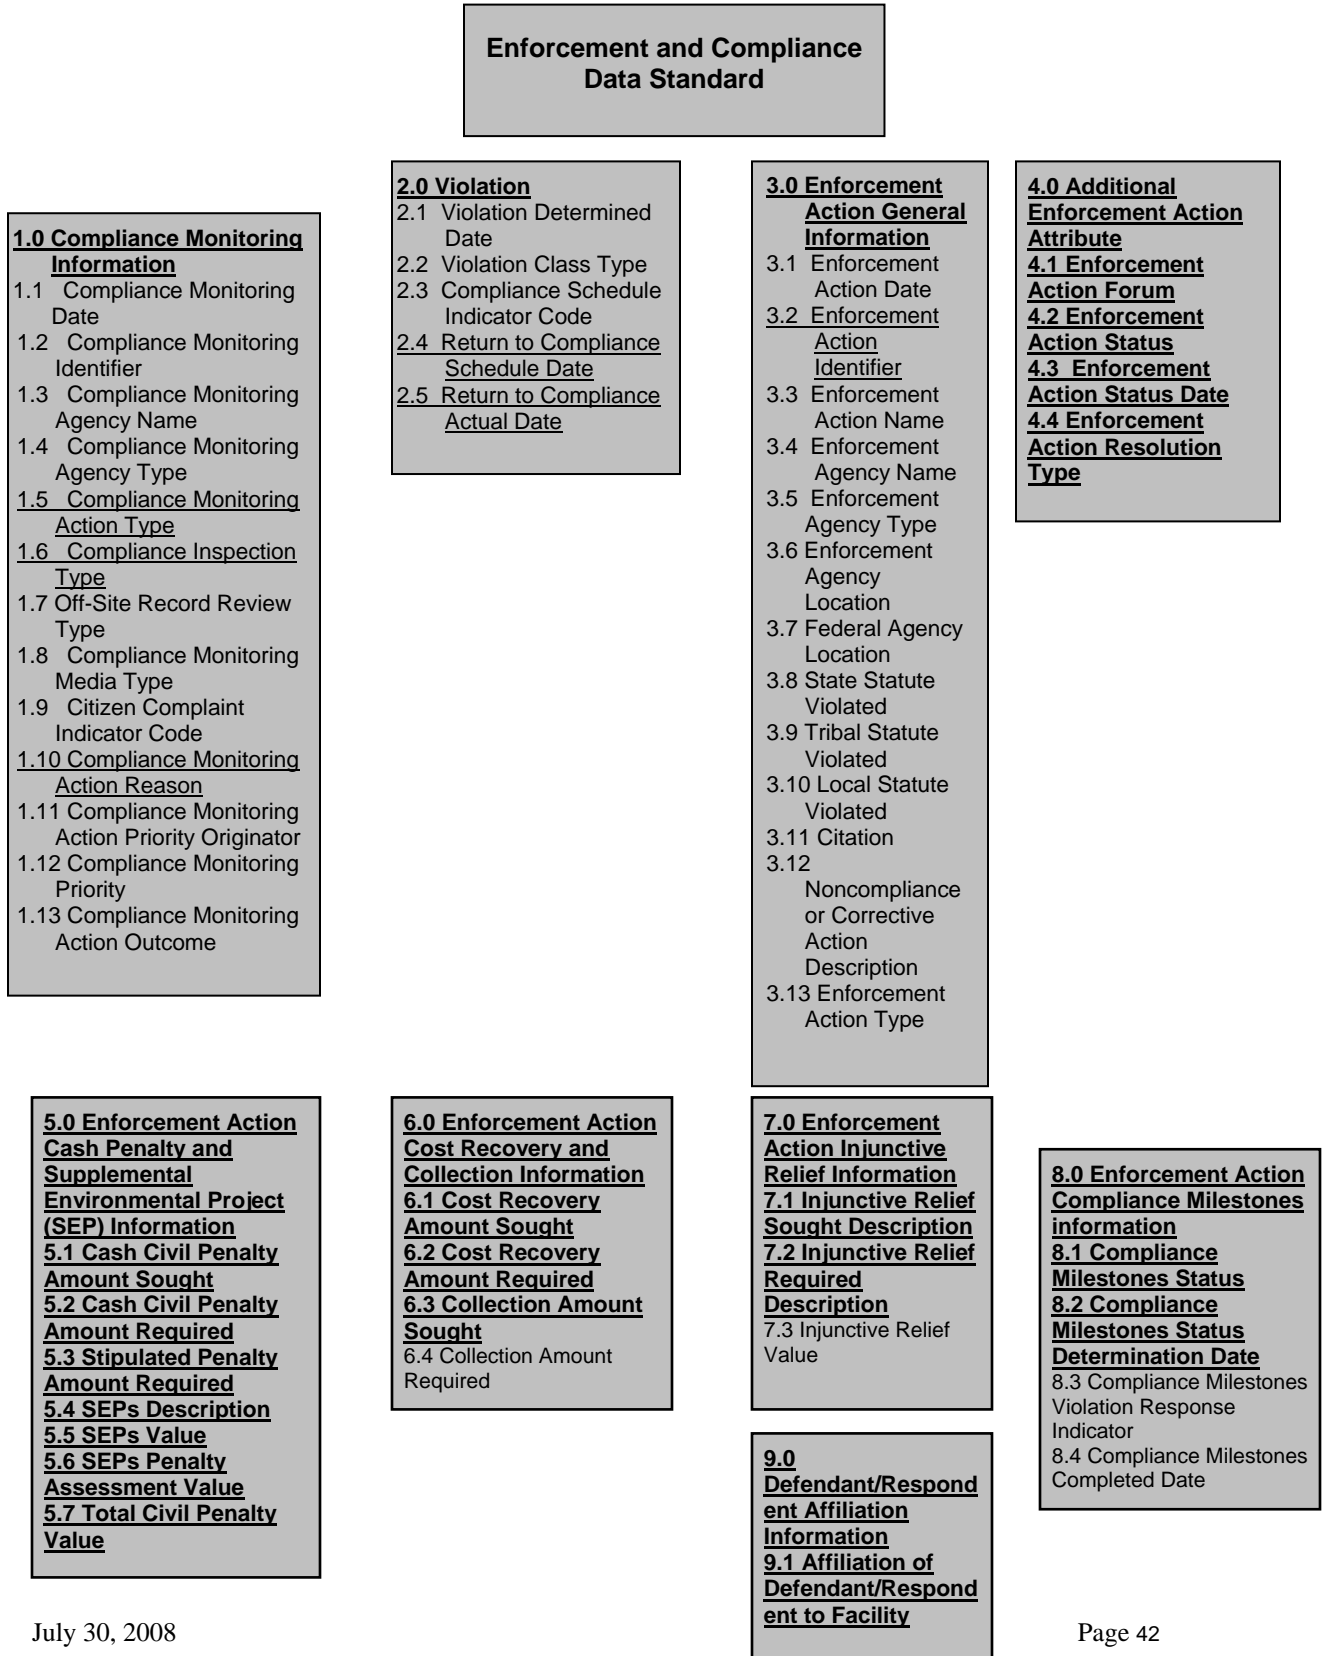 Enforcement and Compliance
Data Standard
1.0 Compliance Monitoring
Information
1.1 Compliance Monitoring
Date
1.2 Compliance Monitoring
Identifier
1.3 Compliance Monitoring
Agency Name
1.4 Compliance Monitoring
Agency Type
1.5 Compliance Monitoring
Action Type
1.6 Compliance Inspection
Type
1.7 Off-Site Record Review
Type
1.8 Compliance Monitoring
Media Type
1.9 Citizen Complaint
Indicator Code
1.10 Compliance Monitoring
Action Reason
1.11 Compliance Monitoring
Action Priority Originator
1.12 Compliance Monitoring
Priority
1.13 Compliance Monitoring
Action Outcome
2.0 Violation
2.1 Violation Determined
Date
2.2 Violation Class Type
2.3 Compliance Schedule
Indicator Code
2.4 Return to Compliance
Schedule Date
2.5 Return to Compliance
Actual Date
3.0 Enforcement
Action General
Information
3.1 Enforcement
Action Date
3.2 Enforcement
Action
Identifier
3.3 Enforcement
Action Name
3.4 Enforcement
Agency Name
3.5 Enforcement
Agency Type
3.6 Enforcement
Agency
Location
3.7 Federal Agency
Location
3.8 State Statute
Violated
3.9 Tribal Statute
Violated
3.10 Local Statute
Violated
3.11 Citation
3.12
Noncompliance
or Corrective
Action
Description
3.13 Enforcement
Action Type
4.0 Additional
Enforcement Action
Attribute
4.1 Enforcement
Action Forum
4.2 Enforcement
Action Status
4.3 Enforcement
Action Status Date
4.4 Enforcement
Action Resolution
Type
5.0 Enforcement Action
Cash Penalty and
Supplemental
Environmental Project
(SEP) Information
5.1 Cash Civil Penalty
Amount Sought
5.2 Cash Civil Penalty
Amount Required
5.3 Stipulated Penalty
Amount Required
5.4 SEPs Description
5.5 SEPs Value
5.6 SEPs Penalty
Assessment Value
5.7 Total Civil Penalty
Value
6.0 Enforcement Action
Cost Recovery and
Collection Information
6.1 Cost Recovery
Amount Sought
6.2 Cost Recovery
Amount Required
6.3 Collection Amount
Sought
6.4 Collection Amount
Required
7.0 Enforcement
Action Injunctive
Relief Information
7.1 Injunctive Relief
Sought Description
7.2 Injunctive Relief
Required
Description
7.3 Injunctive Relief
Value
8.0 Enforcement Action
Compliance Milestones
information
8.1 Compliance
Milestones Status
8.2 Compliance
Milestones Status
Determination Date
8.3 Compliance Milestones
Violation Response
Indicator
8.4 Compliance Milestones
Completed Date
9.0
Defendant/Respond
ent Affiliation
Information
9.1 Affiliation of
Defendant/Respond
ent to Facility
July 30, 2008
Page 42